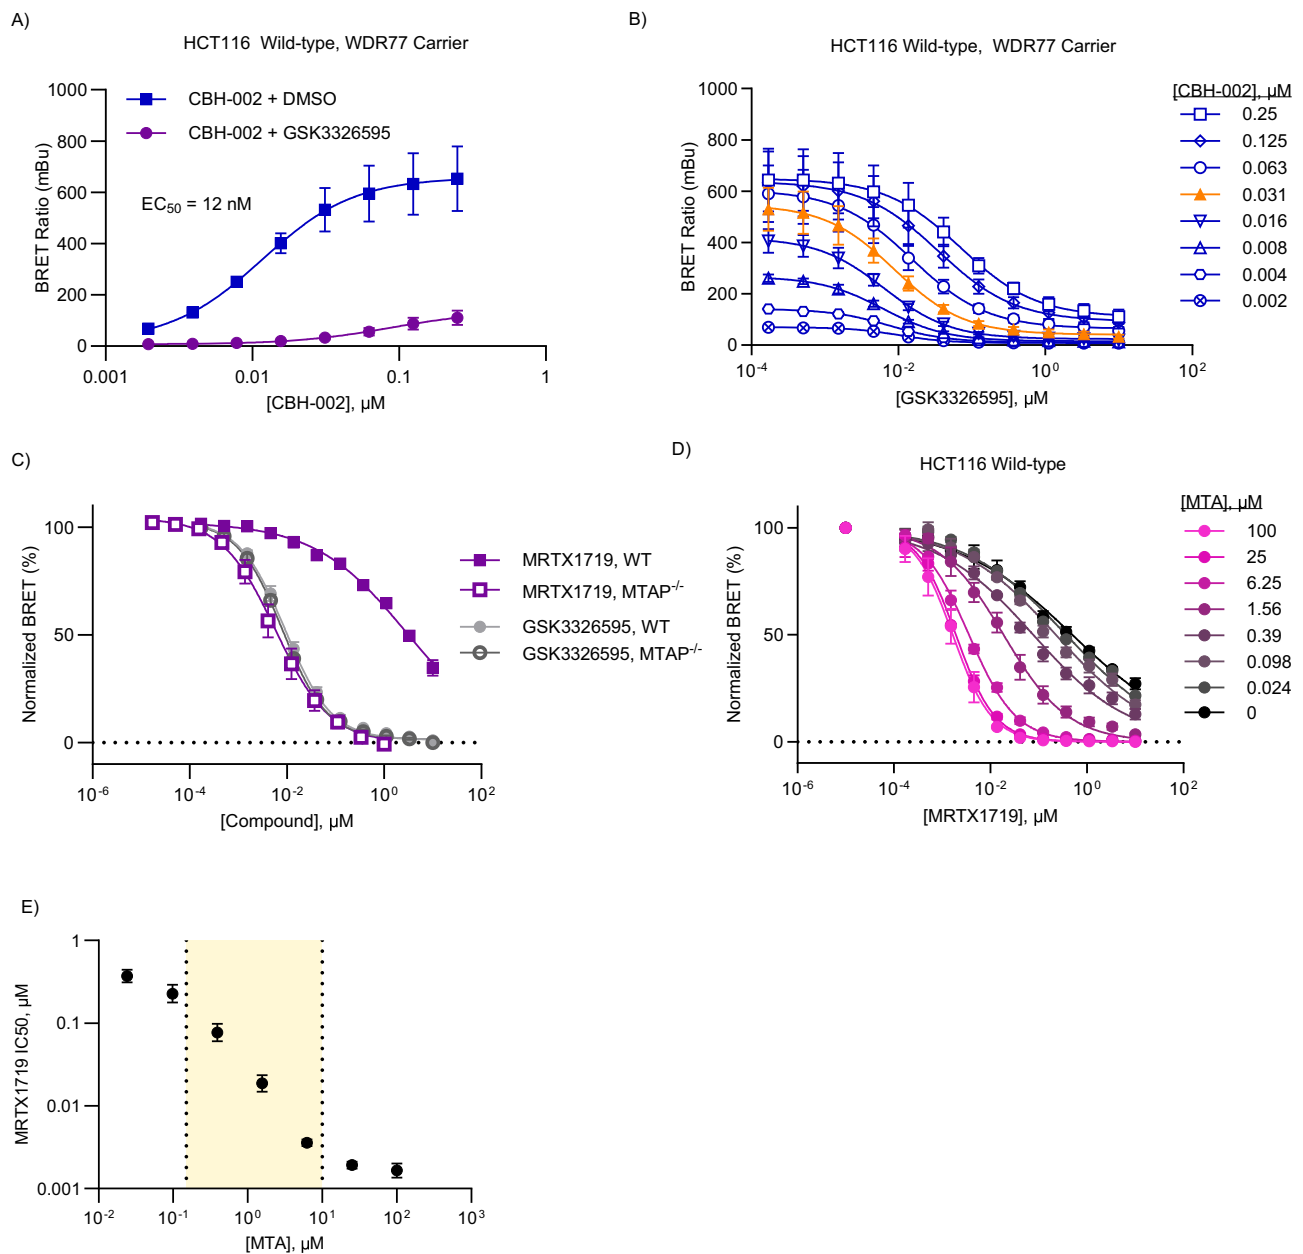 A)
HCT116 Wild-type, WDR77 Carrier
1000
800
600
400
200
0
BRET Ratio (mBu)
CBH-002 + DMSO
CBH-002 + GSK3326595
EC50 = 12 nM
0.001
0.01
0.1
1
[CBH-002], µM
B)
HCT116 Wild-type, WDR77 Carrier
1000
800
600
400
200
0
BRET Ratio (mBu)
10-4
10-2
100
102
[GSK3326595], µM
[CBH-002], µM
0.25
0.125
0.063
0.031
0.016
0.008
0.004
0.002
C)
100
50
0
Normalized BRET (%)
10-6
10-4
10-2
100
102
[Compound], µM
MRTX1719, WT
MRTX1719, MTAP-/-
GSK3326595, WT
GSK3326595, MTAP-/-
D)
HCT116 Wild-type
100
50
0
Normalized BRET (%)
10-6
10-4
10-2
100
102
[MRTX1719], µM
[MTA], µM
100
25
6.25
1.56
0.39
0.098
0.024
0
E)
1
0.1
0.01
0.001
MRTX1719 IC50, µM
10-2
10-1
100
101
102
103
[MTA], µM